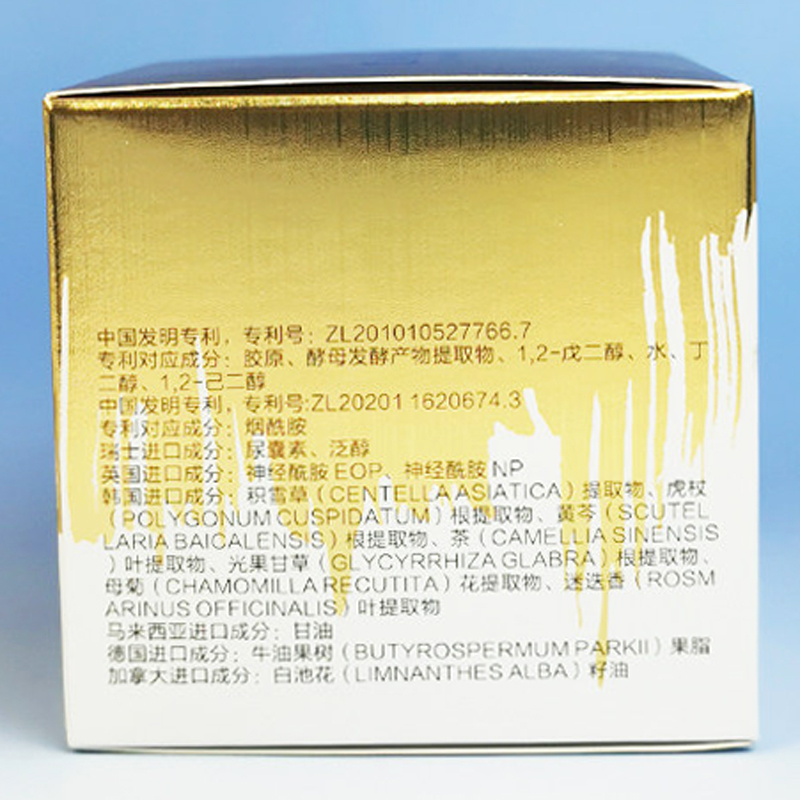 中国发明专利，专利号：ZL201010527766.7
专利对应成分：胶原、酵母发酵产物提取物、1,2-戊二醇、水、丁
二醇、1,2-己二醇
中国发明专利，专利号:ZL20201 1620674.3
专利对应成分：烟酰胺
瑞士进口成分：尿囊素、泛醇
英国进口成分：神经酰胺 EOP、神经酰胺 NP
韩国进口成分：积雪草（CENTELLA ASIATICA）提取物、虎杖
（POLYGONUM CUSPIDATUM）根提取物、黄芩（SCUTEL
LARIA BAICALENSIS）根提取物、茶（CAMELLIA SINENSIS
）叶提取物、光果甘草（GLYCYRRHIZA GLABRA）根提取物、
母菊（CHAMOMILLA RECUTITA）花提取物、迷迭香（ROSM
ARINUS OFFICINALIS）叶提取物
马来西亚进口成分：甘油
德国进口成分：牛油果树（BUTYROSPERMUM PARKII）果脂
加拿大进口成分：白池花（LIMNANTHES ALBA）籽油